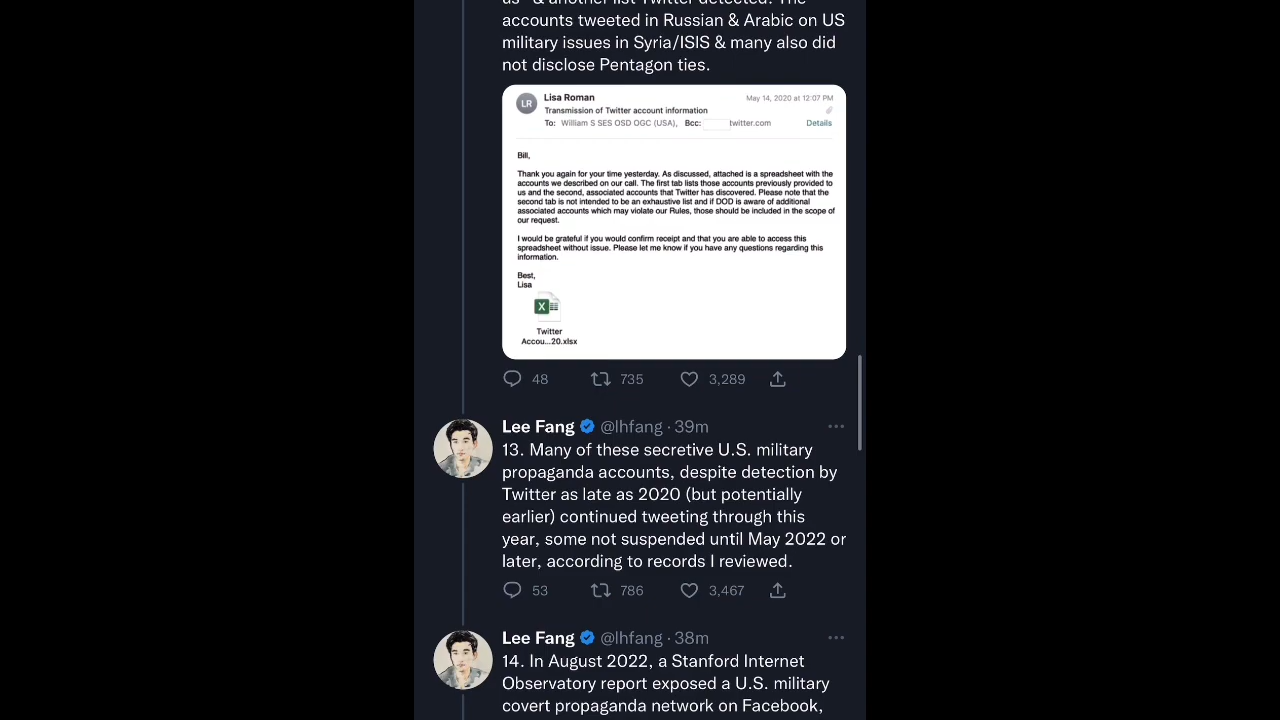 us" & another list Twitter detected. The
accounts tweeted in Russian & Arabic on US
military issues in Syria/ISIS & many also did
not disclose Pentagon ties.
LR
Lisa Roman
May 14, 2020 at 12:07 PM
Transmission of Twitter account information
To: William S SES OSD OGC (USA), Bcc: twitter.com
Details
Bill,
Thank you again for your time yesterday. As discussed, attached is a spreadsheet with the
accounts we described on our call. The first tab lists those accounts previously provided to
us and the second, associated accounts that Twitter has discovered. Please note that the
second tab is not intended to be an exhaustive list and if DOD is aware of additional
associated accounts which may violate our Rules, those should be included in the scope of
our request.
I would be grateful if you would confirm receipt and that you are able to access this
spreadsheet without issue. Please let me know if you have any questions regarding this
information.
Best,
Lisa
X
Twitter
Accou...20.xlsx
48 735 3,289
Lee Fang @lhfang · 39m
13. Many of these secretive U.S. military
propaganda accounts, despite detection by
Twitter as late as 2020 (but potentially
earlier) continued tweeting through this
year, some not suspended until May 2022 or
later, according to records I reviewed.
53 786 3,467
Lee Fang @lhfang · 38m
14. In August 2022, a Stanford Internet
Observatory report exposed a U.S. military
covert propaganda network on Facebook,